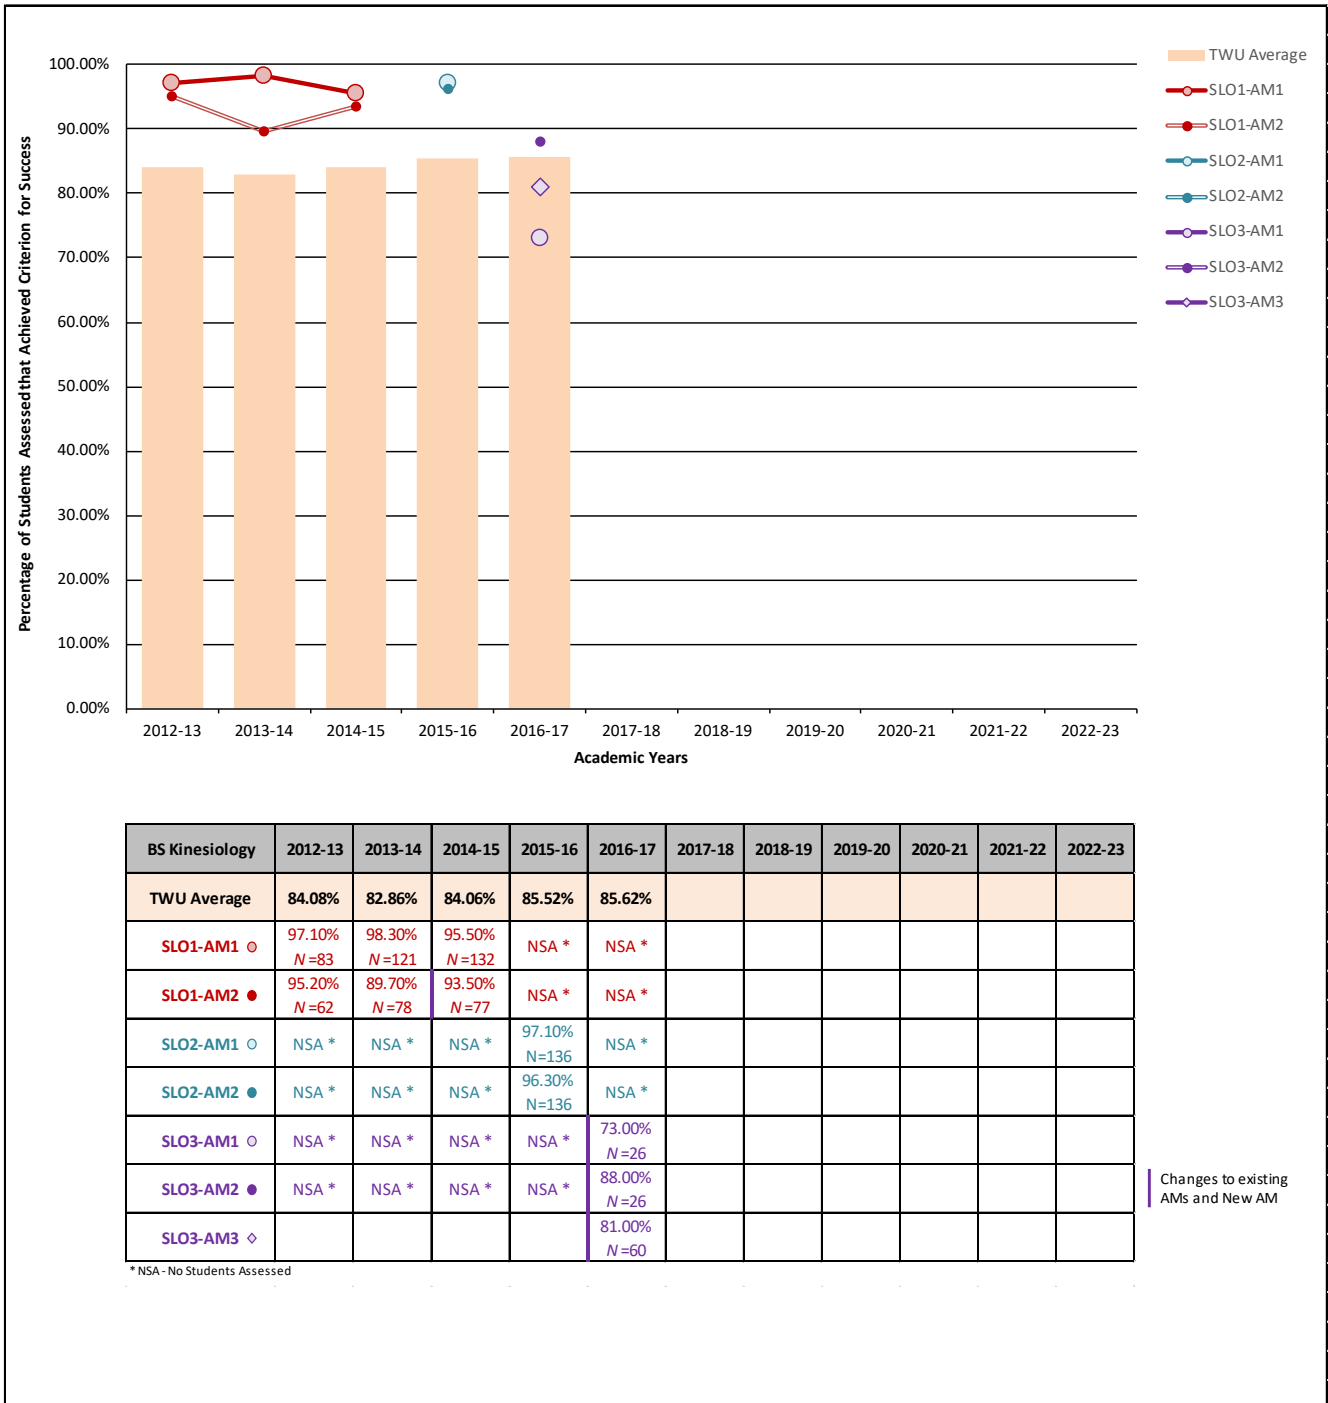 TWU Average
SLO1-AM1
SLO1-AM2
SLO2-AM1
SLO2-AM2
SLO3-AM1
SLO3-AM2
SLO3-AM3
Percentage of Students Assessed that Achieved Criterion for Success
100.00%
90.00%
80.00%
70.00%
60.00%
50.00%
40.00%
30.00%
20.00%
10.00%
0.00%
2012-13 2013-14 2014-15 2015-16 2016-17 2017-18 2018-19 2019-20 2020-21 2021-22 2022-23
Academic Years
BS Kinesiology 2012-13 2013-14 2014-15 2015-16 2016-17 2017-18 2018-19 2019-20 2020-21 2021-22 2022-23
TWU Average 84.08% 82.86% 84.06% 85.52% 85.62%
SLO1-AM1 97.10% 98.30% 95.50% NSA * NSA *
N =83 N =121 N =132
SLO1-AM2 95.20% 89.70% 93.50% NSA * NSA *
N =62 N =78 N =77
SLO2-AM1 NSA * NSA * NSA * 97.10% NSA *
N=136
SLO2-AM2 NSA * NSA * NSA * 96.30% NSA *
N=136
SLO3-AM1 NSA * NSA * NSA * NSA * 73.00%
N =26
SLO3-AM2 NSA * NSA * NSA * NSA * 88.00%
N =26
SLO3-AM3 81.00%
N =60
Changes to existing
AMs and New AM
* NSA - No Students Assessed